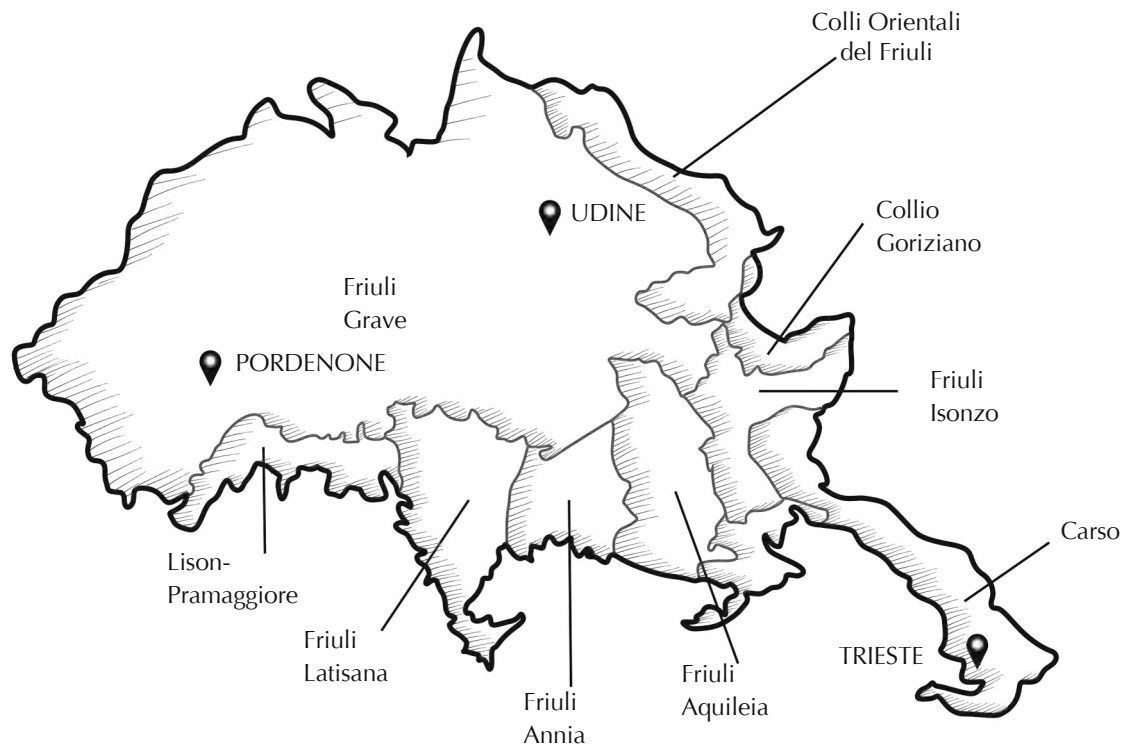 Colli Orientali
del Friuli
UDINE
Collio
Goriziano
Friuli
Grave
PORDENONE
Friuli
Isonzo
Lison-
Pramaggiore
Carso
Friuli
Latisana
TRIESTE
Friuli
Aquileia
Friuli
Annia